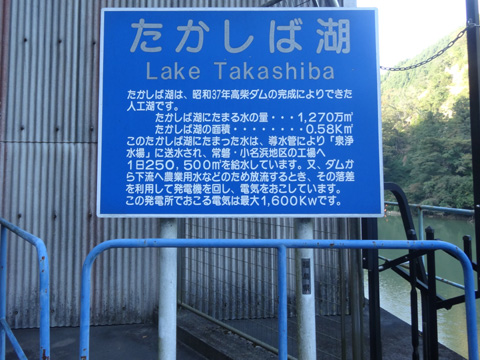 たかしば湖
Lake Takashiba
たかしば湖は、昭和37年高柴ダムの完成によりできた
人工湖です。
たかしば湖にたまる水の量・・・1,270万㎥
たかしば湖の面積・・・・・・・・0.58K㎡
このたかしば湖にたまった水は、導水管により「泉浄
水場」に送水され、常磐・小名浜地区の工場へ
1日250,500㎥を給水しています。又、ダムか
ら下流へ農業用水などのため放流するとき、その落差
を利用して発電機を回し、電気をおこしています。
この発電所でおこる電気は最大1,600Kwです。